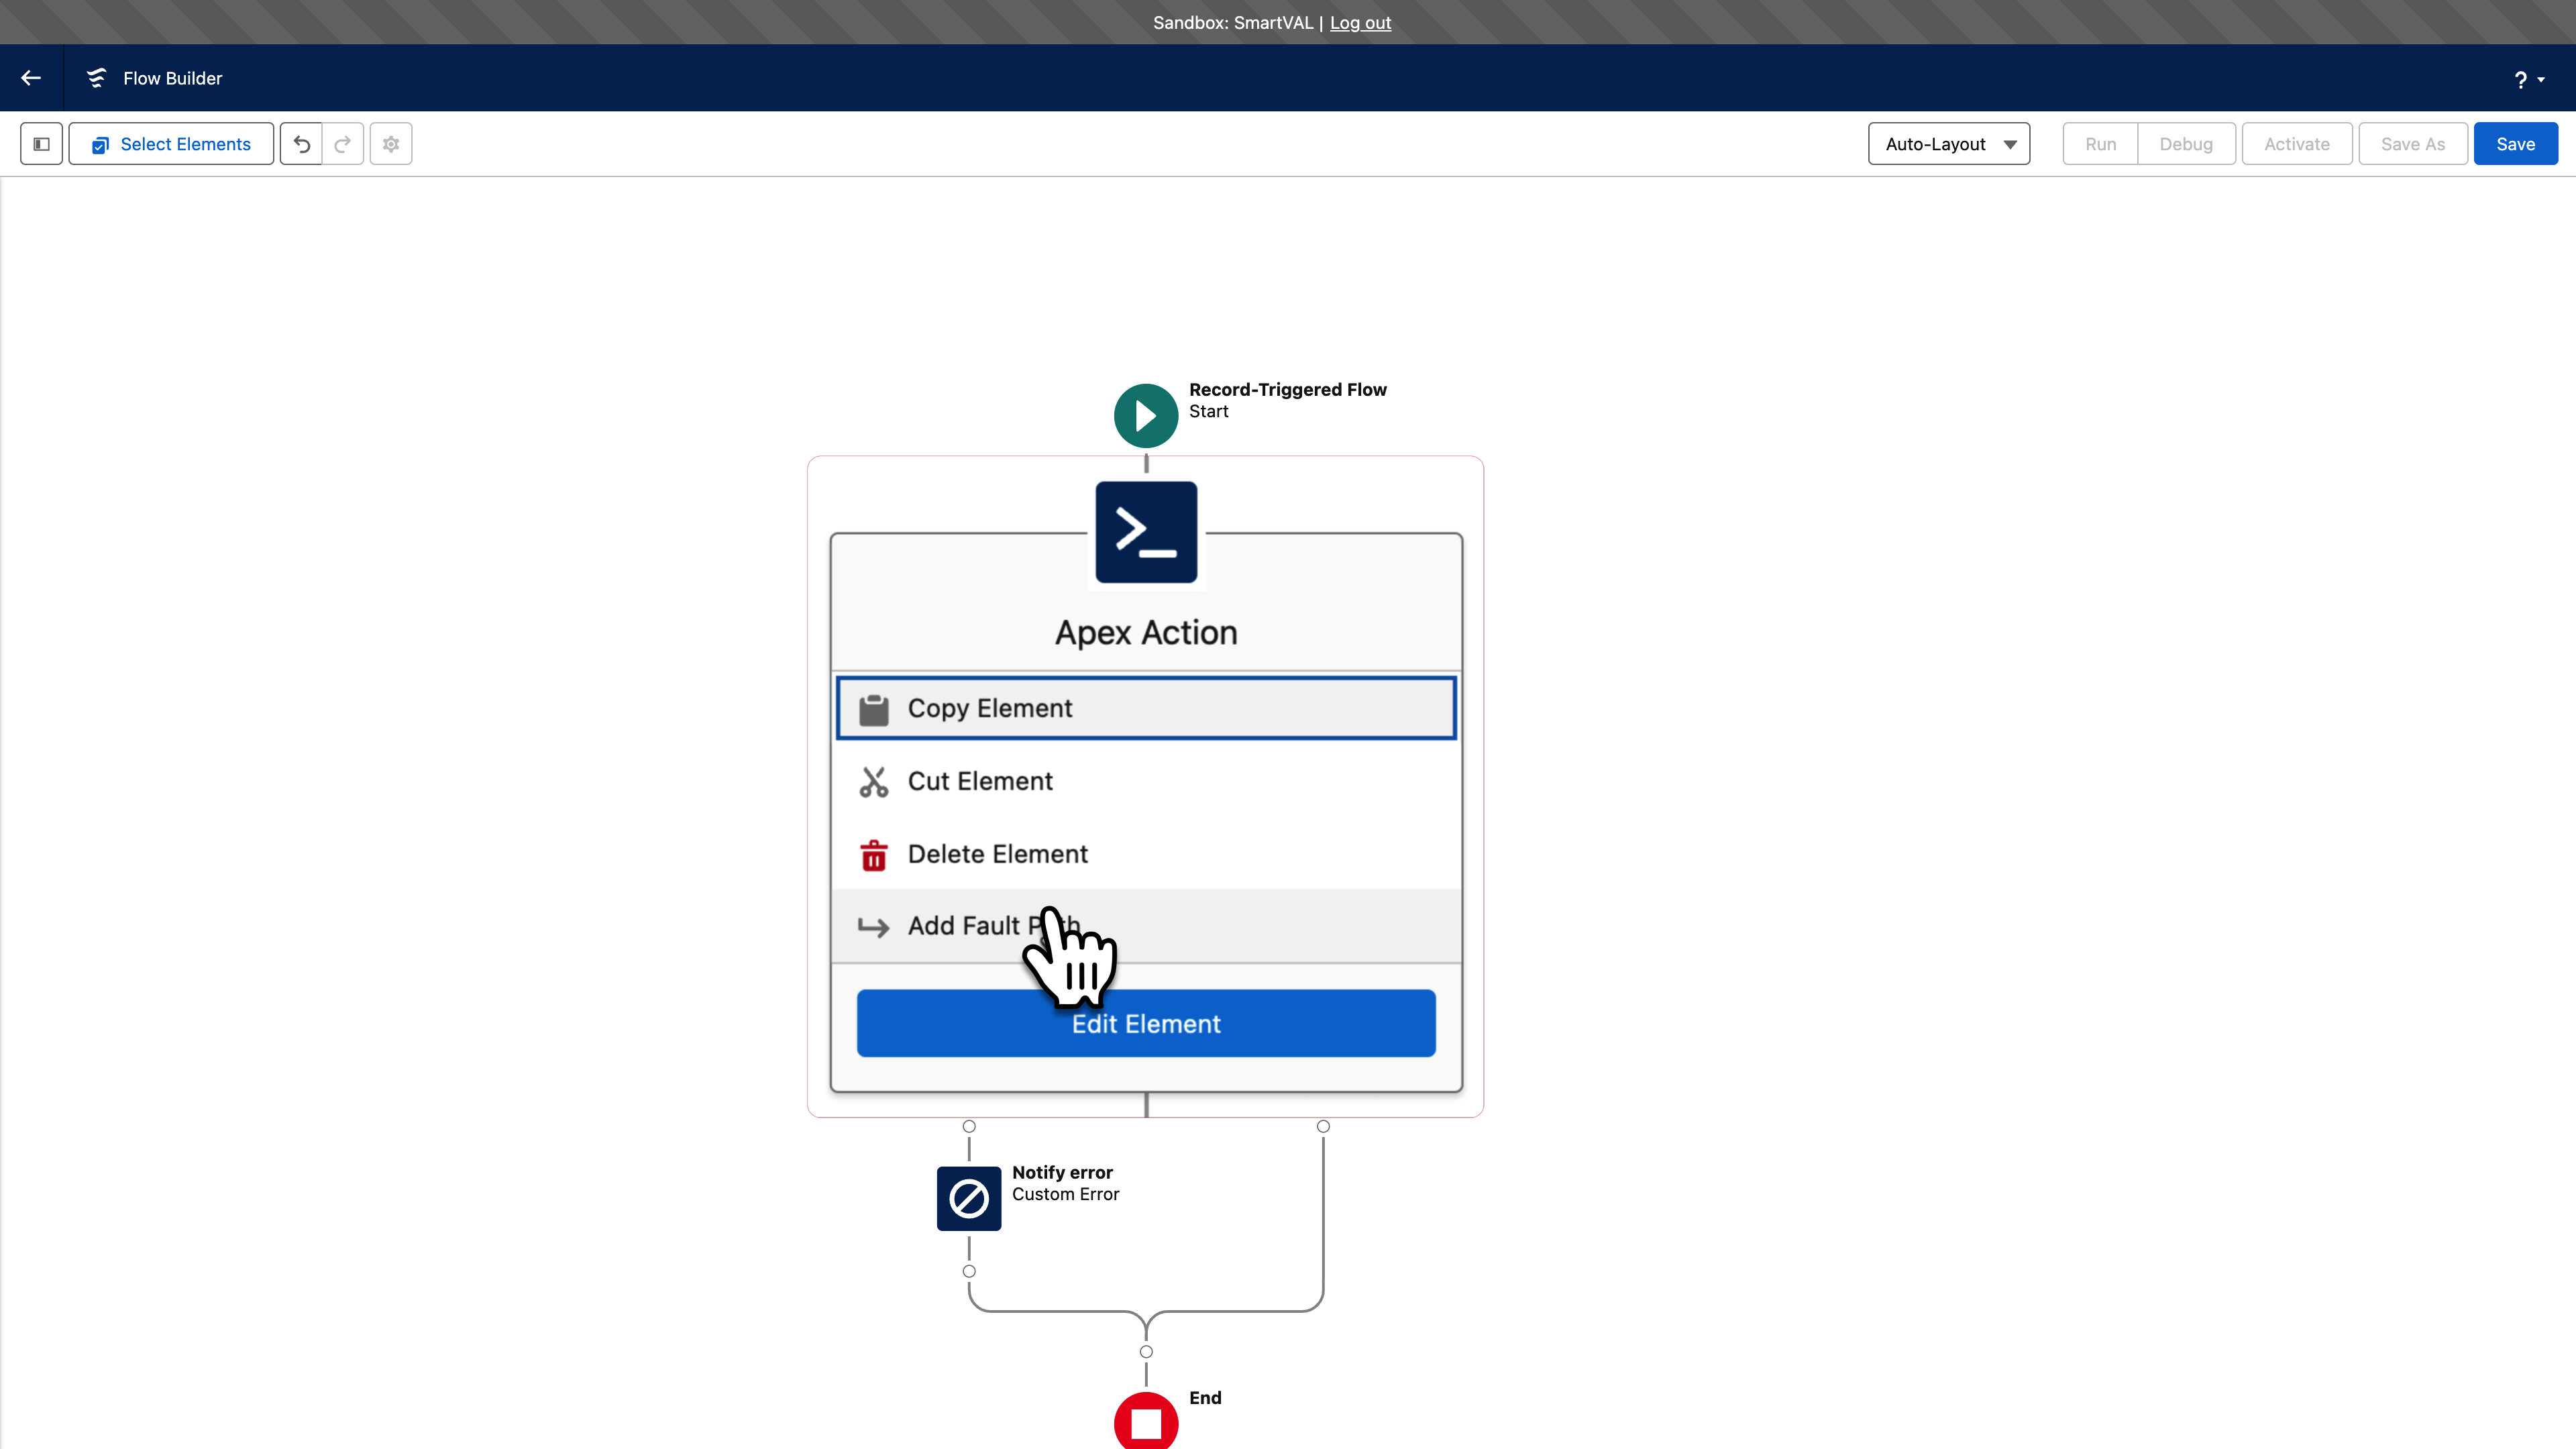 Sandbox: SmartVAL | Log out
Flow Builder
?
Select Elements
Auto-Layout
Run
Debug
Activate
Save As
Save
Record-Triggered Flow
Start
Apex Action
Copy Element
Cut Element
Delete Element
Add Fault Path
Edit Element
Notify error
Custom Error
End